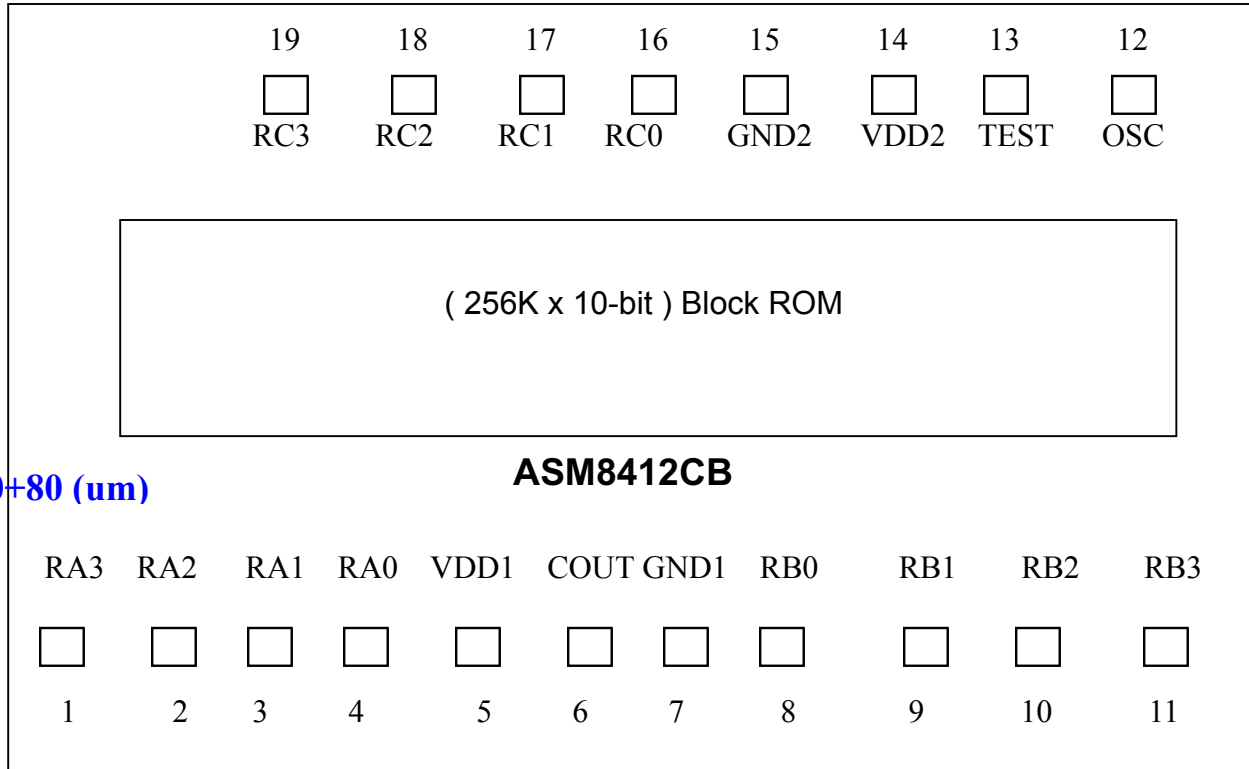 19 18 17 16 15 14 13 12
RC3 RC2 RC1 RC0 GND2 VDD2 TEST OSC
( 256K x 10-bit ) Block ROM
ASM8412CB
+80 (um)
RA3 RA2 RA1 RA0 VDD1 COUT GND1 RB0 RB1 RB2 RB3
1 2 3 4 5 6 7 8 9 10 11